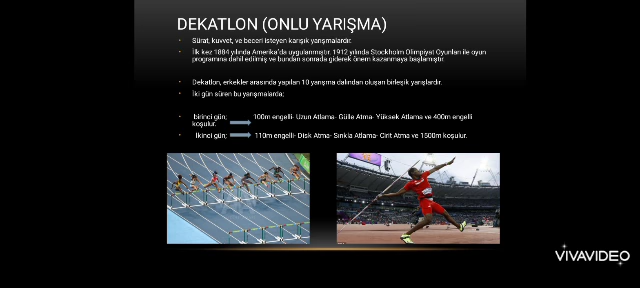 DEKATLON (ONLU YARIŞMA)
Sürat, kuvvet, ve beceri isteyen karışık yarışmalardır.
İlk kez 1884 yılında Amerika'da uygulanmıştır. 1912 yılında Stockholm Olimpiyat Oyunları ile oyun
programına dahil edilmiş ve bundan sonrada giderek önem kazanmaya başlamıştır.
Dekatlon, erkekler arasında yapılan 10 yarışma dalından oluşan birleşik yarışlardır.
İki gün süren bu yarışmalarda;
birinci gün; 100m engelli- Uzun Atlama- Gülle Atma- Yüksek Atlama ve 400m engelli
koşulur.
İkinci gün; 110m engelli- Disk Atma- Sırıkla Atlama- Cirit Atma ve 1500m koşulur.
VIVAVIDEO